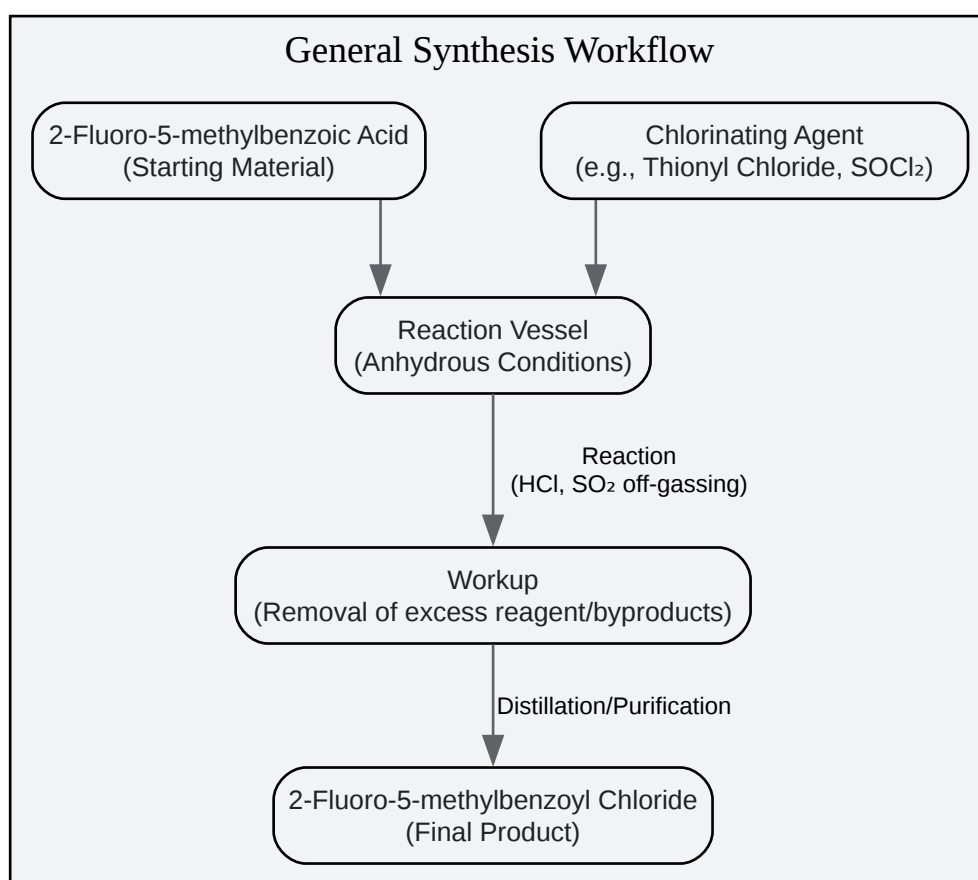 General Synthesis Workflow
2-Fluoro-5-methylbenzoic Acid
(Starting Material)
Chlorinating Agent
(e.g., Thionyl Chloride, SOCl₂)
Reaction Vessel
(Anhydrous Conditions)
Reaction
(HCl, SO₂ off-gassing)
Workup
(Removal of excess reagent/byproducts)
Distillation/Purification
2-Fluoro-5-methylbenzoyl Chloride
(Final Product)